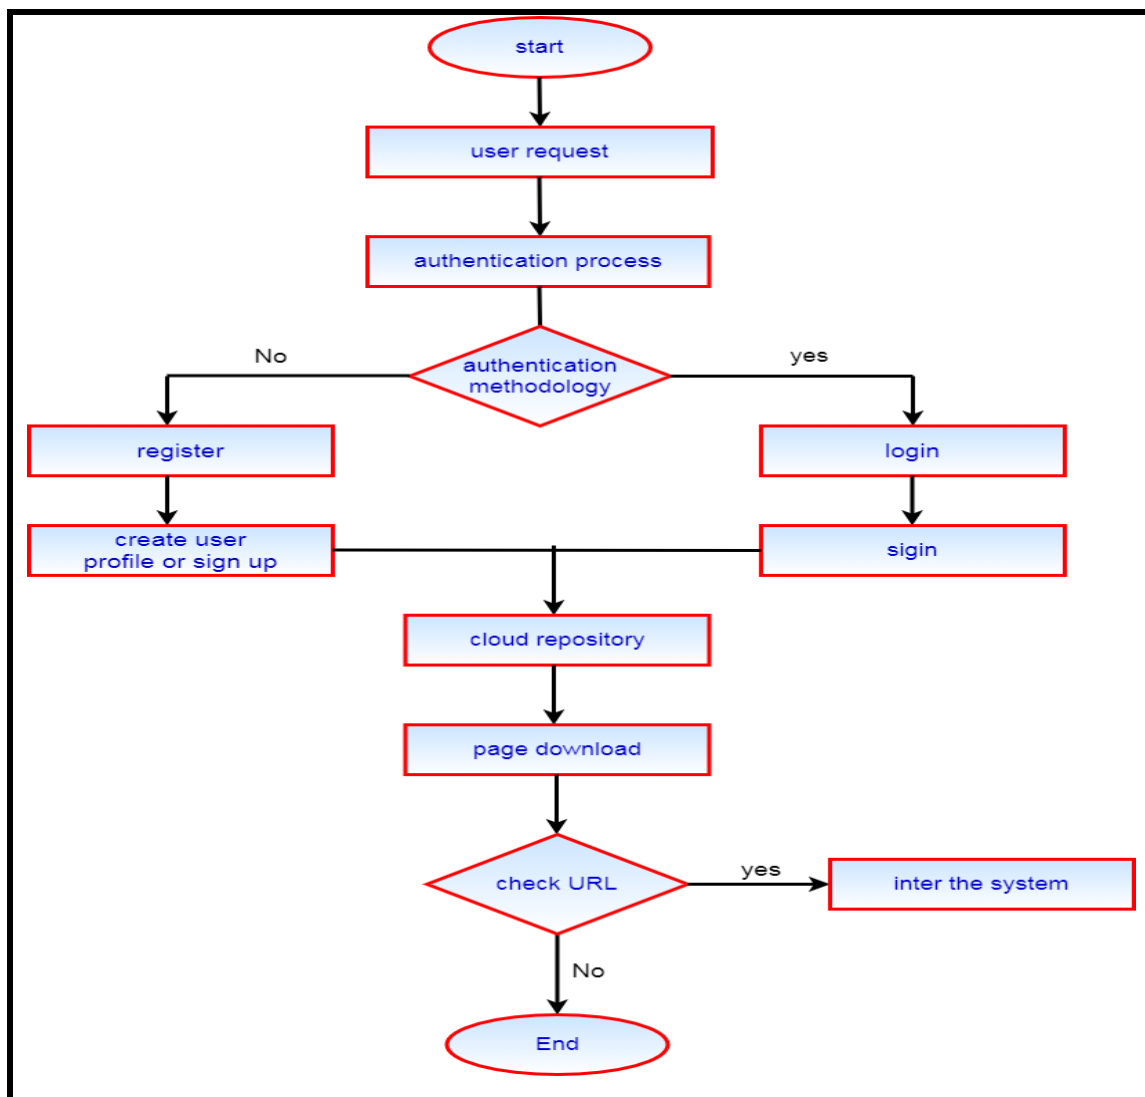 start
user request
authentication process
No
authentication
methodology
yes
register
login
create user
profile or sign up
sigin
cloud repository
page download
check URL
yes
inter the system
No
End